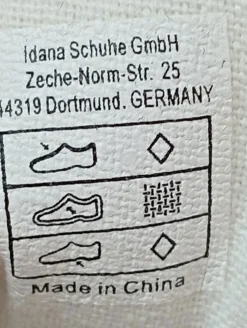 Idana Schuhe GmbH
Zeche-Norm-Str. 25
44319 Dortmund. GERMANY
Made in China